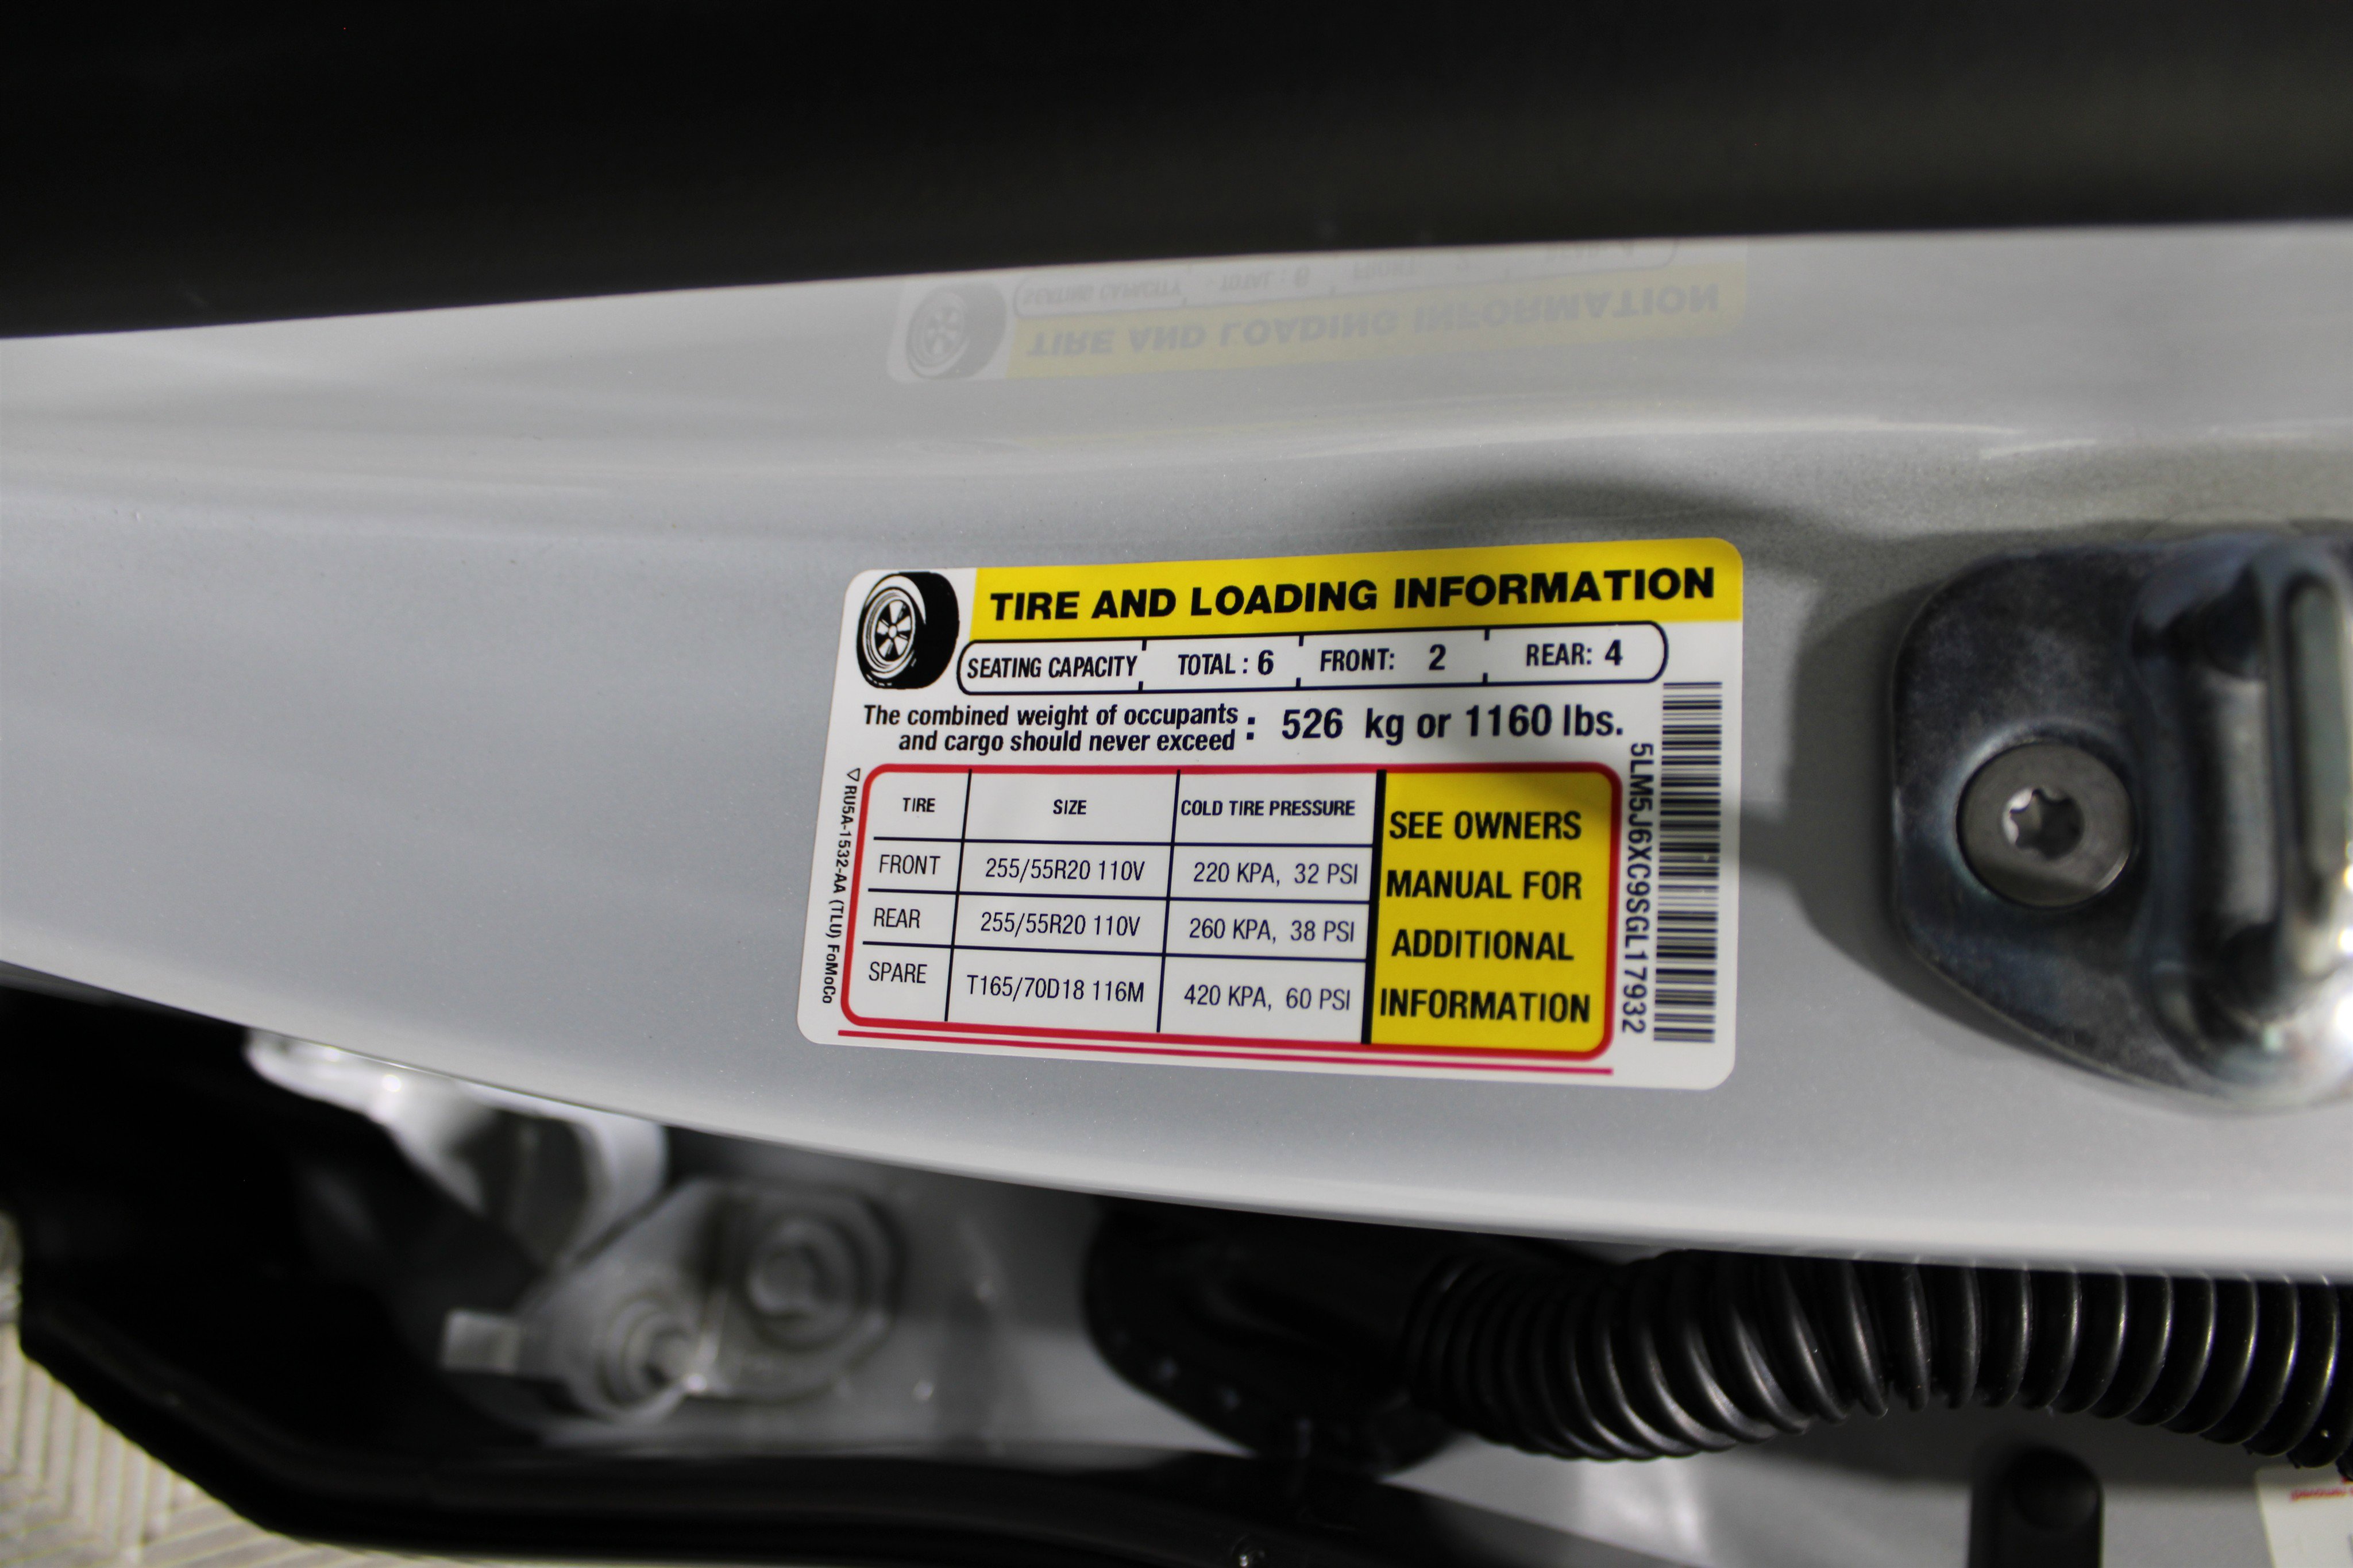 TIRE AND LOADING INFORMATION
SEATING CAPACITY TOTAL : 6 FRONT: 2 REAR: 4
The combined weight of occupants
and cargo should never exceed : 526 kg or 1160 lbs.
TIRE SIZE COLD TIRE PRESSURE
FRONT 255/55R20 110V 220 KPA, 32 PSI
REAR 255/55R20 110V 260 KPA, 38 PSI
SPARE T165/70D18 116M 420 KPA, 60 PSI
SEE OWNERS
MANUAL FOR
ADDITIONAL
INFORMATION
RU5A-1532-AA (TLU) FoMoCo
5LM5J6XC9SGL17932